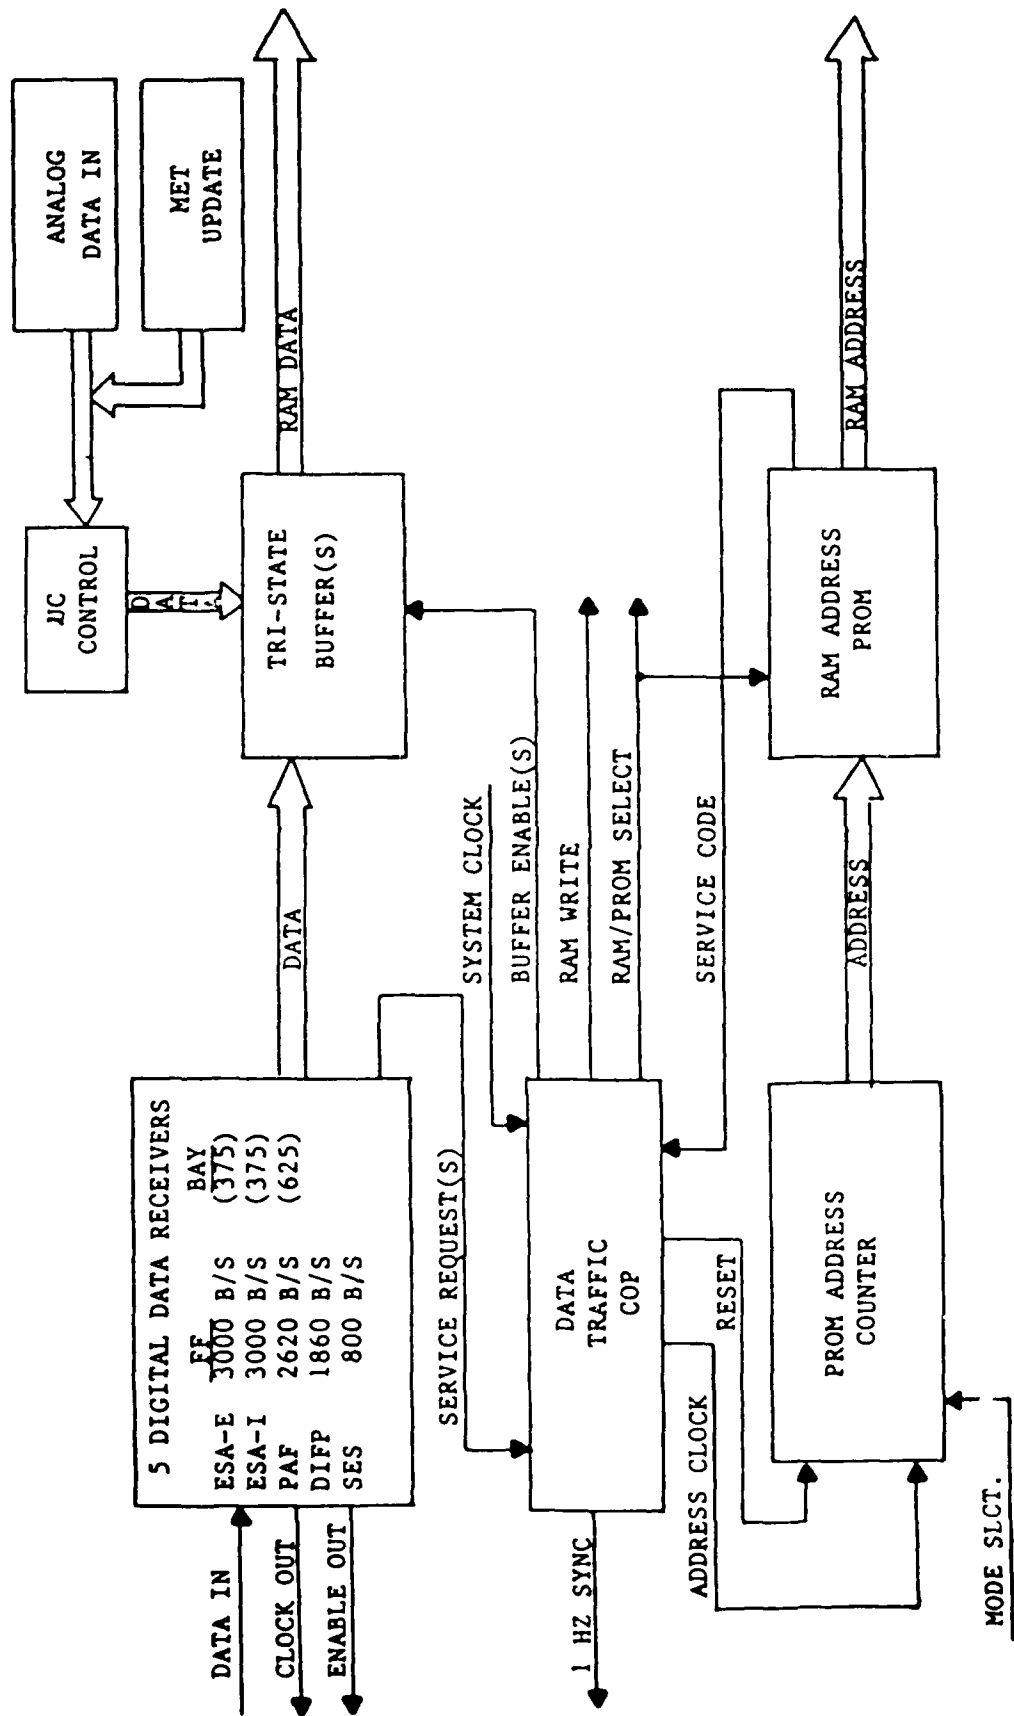 5 DIGITAL DATA RECEIVERS
FF BAY
ESA-E 3000 B/S (375)
ESA-I 3000 B/S (375)
PAF 2620 B/S (625)
DIFP 1860 B/S
SES 800 B/S
DATA IN
CLOCK OUT
ENABLE OUT
DATA
µC
CONTROL
DAT.
ANALOG
DATA IN
MET
UPDATE
TRI-STATE
BUFFER(S)
RAM DATA
SERVICE REQUEST(S)
SYSTEM CLOCK
BUFFER ENABLE(S)
RAM WRITE
RAM/PROM SELECT
SERVICE CODE
DATA
TRAFFIC
COP
1 HZ SYNC
RESET
ADDRESS CLOCK
PROM ADDRESS
COUNTER
MODE SLCT.
ADDRESS
RAM ADDRESS
PROM
RAM ADDRESS